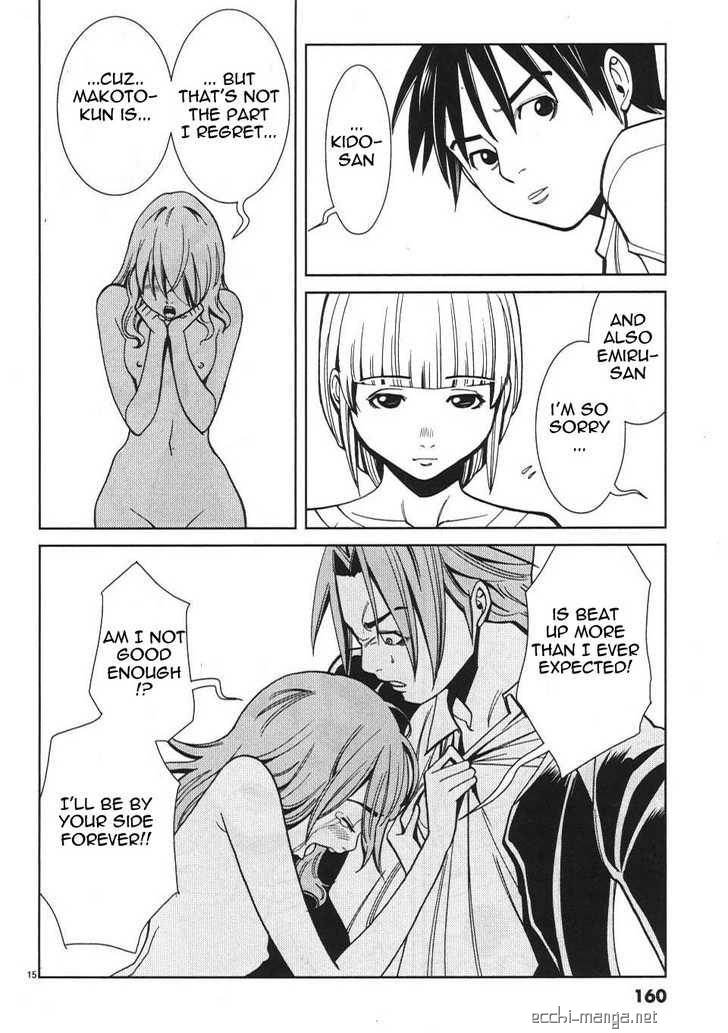 ...
KIDO-
SAN
AND
ALSO
EMIRU-
SAN
I'M SO
SORRY
...
... BUT
THAT'S NOT
THE PART
I REGRET...
...CUZ..
MAKOTO-
KUN IS...
IS BEAT
UP MORE
THAN I EVER
EXPECTED!
AM I NOT
GOOD
ENOUGH
!?
I'LL BE BY
YOUR SIDE
FOREVER!!
15
160
ecchi-manga.net